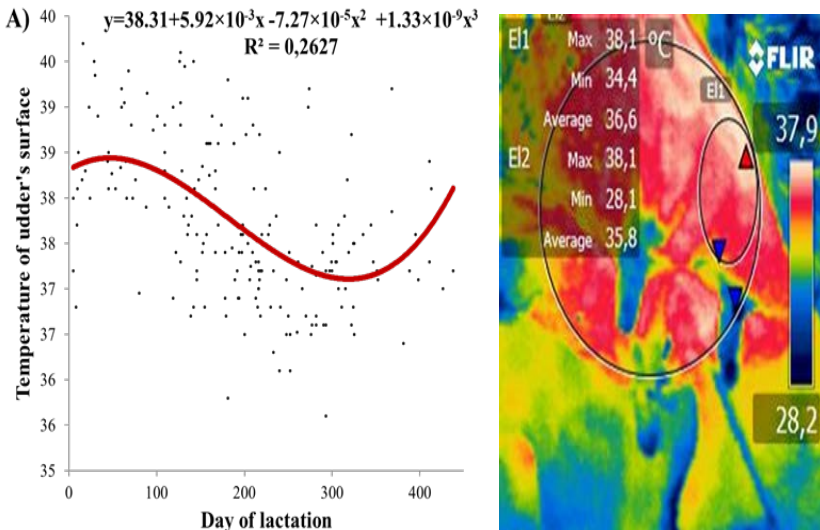 A)
y=38.31+5.92×10⁻³x -7.27×10⁻⁵x² +1.33×10⁻⁹x³
R² = 0,2627
40
40
39
39
38
38
37
37
36
36
35
0
100
200
300
400
Temperature of udder's surface
Day of lactation
El1 Max 38,1 °C
Min 34,4
Average 36,6
El2 Max 38,1
Min 28,1
Average 35,8
El1
FLIR
37,9
28,2